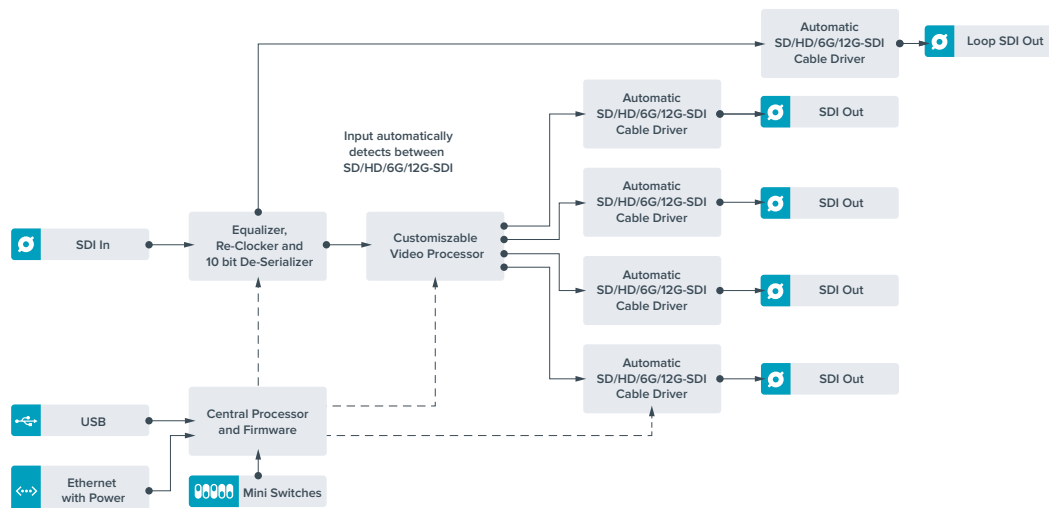 Automatic
SD/HD/6G/12G-SDI
Cable Driver
Loop SDI Out
Automatic
SD/HD/6G/12G-SDI
Cable Driver
SDI Out
Input automatically
detects between
SD/HD/6G/12G-SDI
Automatic
SD/HD/6G/12G-SDI
Cable Driver
SDI Out
SDI In
Equalizer,
Re-Clocker and
10 bit De-Serializer
Customiszable
Video Processor
Automatic
SD/HD/6G/12G-SDI
Cable Driver
SDI Out
Automatic
SD/HD/6G/12G-SDI
Cable Driver
SDI Out
USB
Central Processor
and Firmware
Ethernet
with Power
Mini Switches